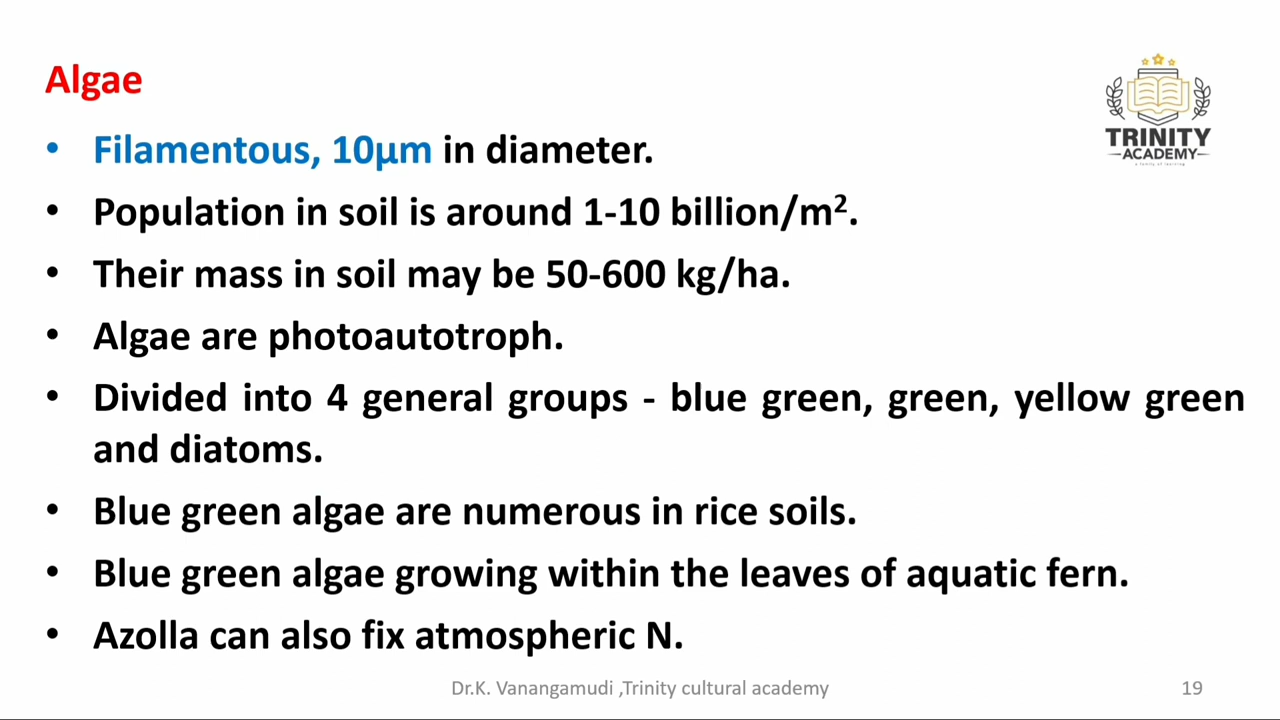 Algae
TRINITY
ACADEMY
a family of learning
• Filamentous, 10µm in diameter.
• Population in soil is around 1-10 billion/m².
• Their mass in soil may be 50-600 kg/ha.
• Algae are photoautotroph.
• Divided into 4 general groups - blue green, green, yellow green
and diatoms.
• Blue green algae are numerous in rice soils.
• Blue green algae growing within the leaves of aquatic fern.
• Azolla can also fix atmospheric N.
Dr.K. Vanangamudi ,Trinity cultural academy
19